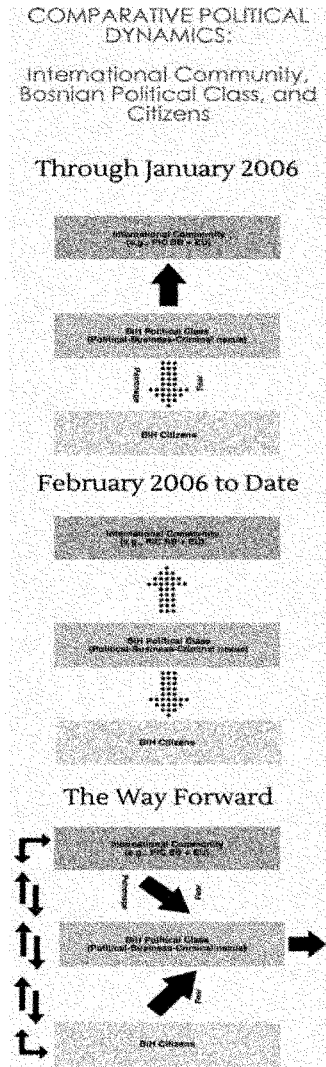 COMPARATIVE POLITICAL
DYNAMICS:
International Community,
Bosnian Political Class, and
Citizens
Through January 2006
International Community
(e.g., PIC SB + EU)
BiH Political Class
(Political-Business-Criminal nexus)
Patronage
Fear
BiH Citizens
February 2006 to Date
International Community
(e.g., PIC SB + EU)
BiH Political Class
(Political-Business-Criminal nexus)
BiH Citizens
The Way Forward
International Community
(e.g., PIC SB + EU)
Patronage
Fear
BiH Political Class
(Political-Business-Criminal nexus)
Fear
BiH Citizens